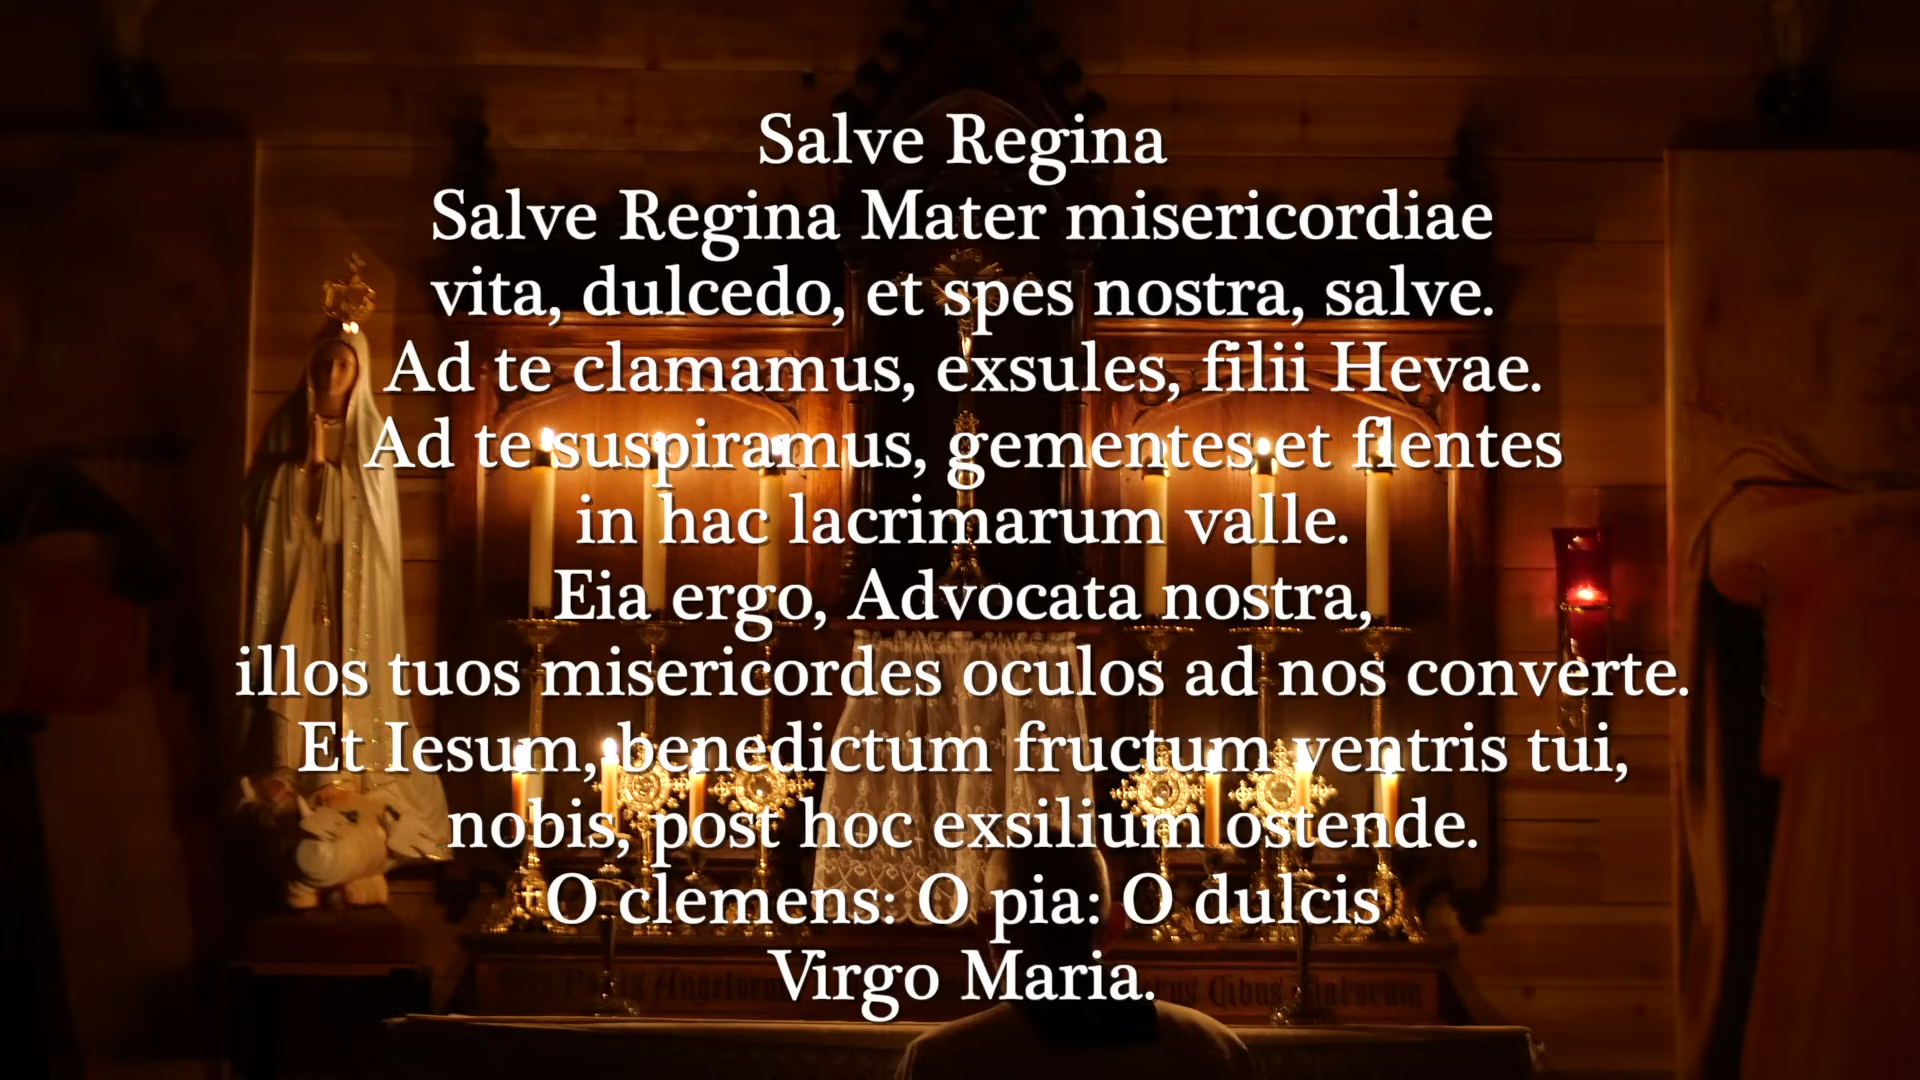 Salve Regina
Salve Regina Mater misericordiae
vita, dulcedo, et spes nostra, salve.
Ad te clamamus, exsules, filii Hevae.
Ad te suspiramus, gementes et flentes
in hac lacrimarum valle.
Eia ergo, Advocata nostra,
illos tuos misericordes oculos ad nos converte.
Et Iesum, benedictum fructum ventris tui,
nobis, post hoc exsilium ostende.
O clemens: O pia: O dulcis
Virgo Maria.